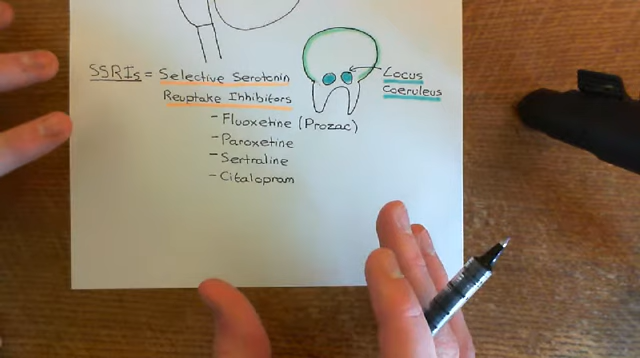 SSRIs = Selective Serotonin
Reuptake Inhibitors
- Fluoxetine (Prozac)
- Paroxetine
- Sertraline
- Citalopram
Locus
Coeruleus